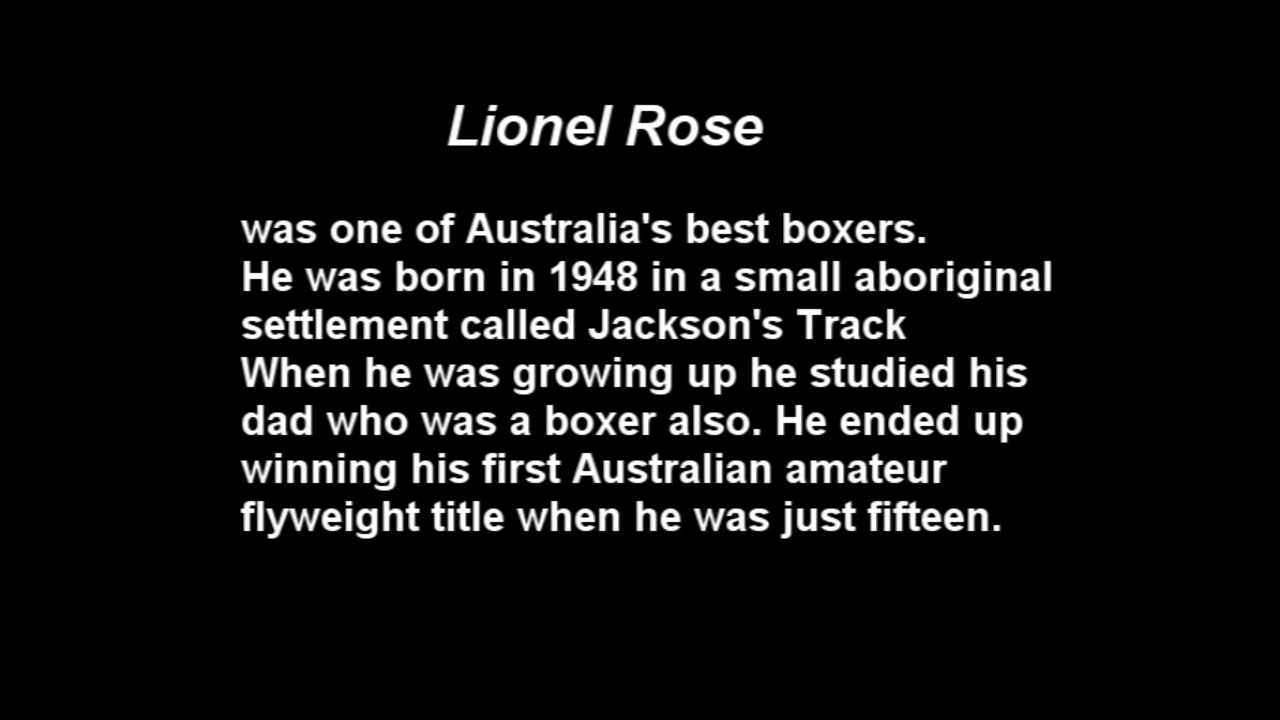 Lionel Rose
was one of Australia's best boxers.
He was born in 1948 in a small aboriginal
settlement called Jackson's Track
When he was growing up he studied his
dad who was a boxer also. He ended up
winning his first Australian amateur
flyweight title when he was just fifteen.